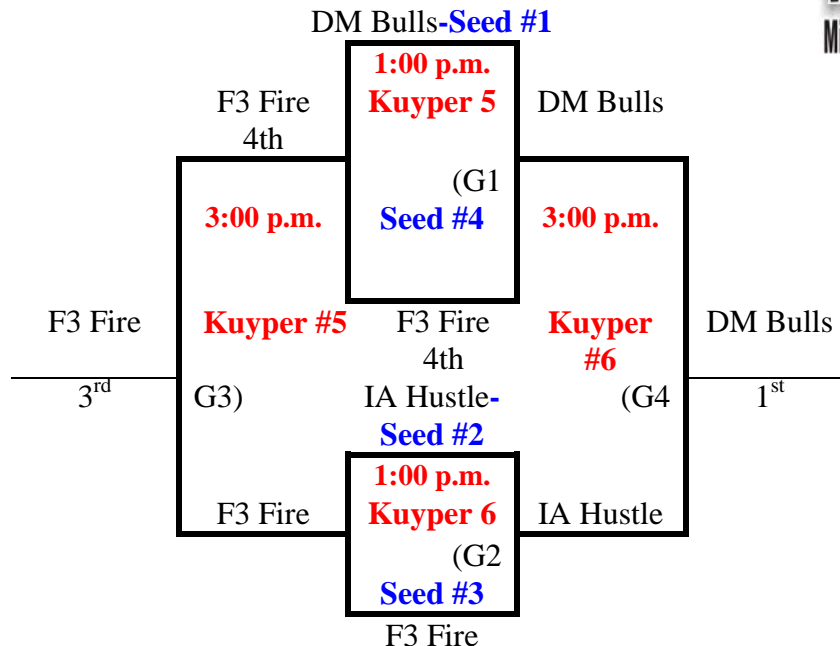 DM Bulls-Seed #1
1:00 p.m.
F3 Fire
4th
Kuyper 5
DM Bulls
(G1
3:00 p.m.
Seed #4
3:00 p.m.
F3 Fire
Kuyper #5
F3 Fire
4th
Kuyper
#6
DM Bulls
3rd
G3)
IA Hustle-
Seed #2
(G4
1st
1:00 p.m.
F3 Fire
Kuyper 6
IA Hustle
(G2
Seed #3
F3 Fire